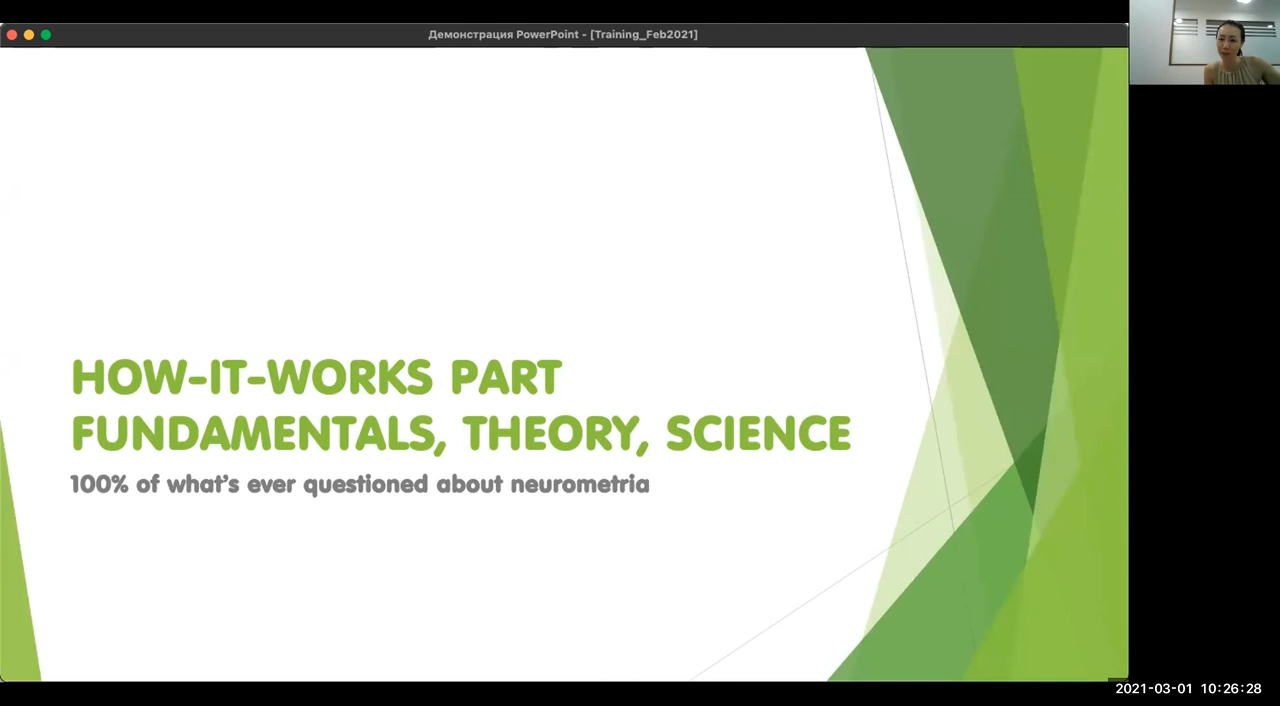 Демонстрация PowerPoint - [Training_Feb2021]
HOW-IT-WORKS PART
FUNDAMENTALS, THEORY, SCIENCE
100% of what's ever questioned about neurometria
2021-03-01 10:26:28